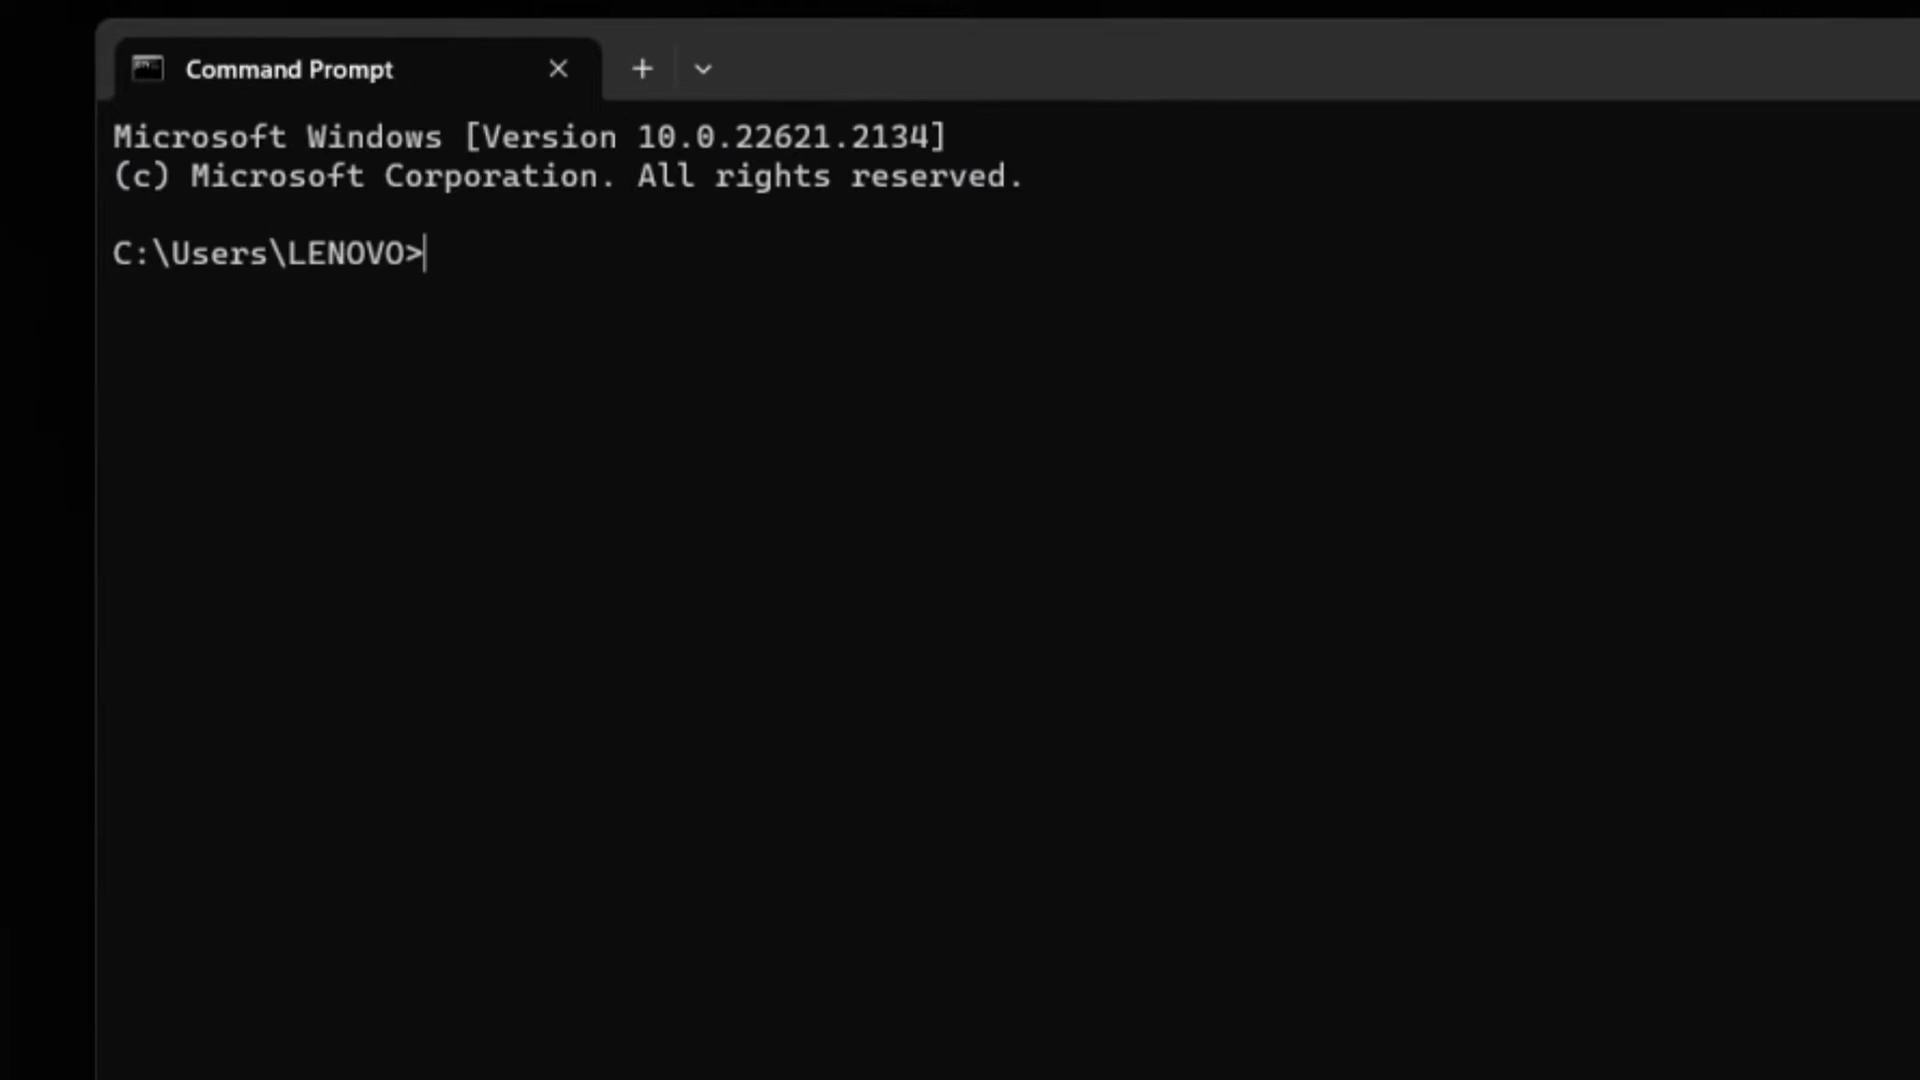 Command Prompt
Microsoft Windows [Version 10.0.22621.2134]
(c) Microsoft Corporation. All rights reserved.
C:\Users\LENOVO>